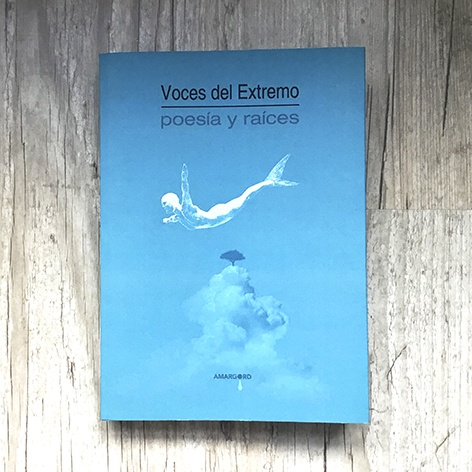 Voces del Extremo
poesía y raíces
AMARGORD